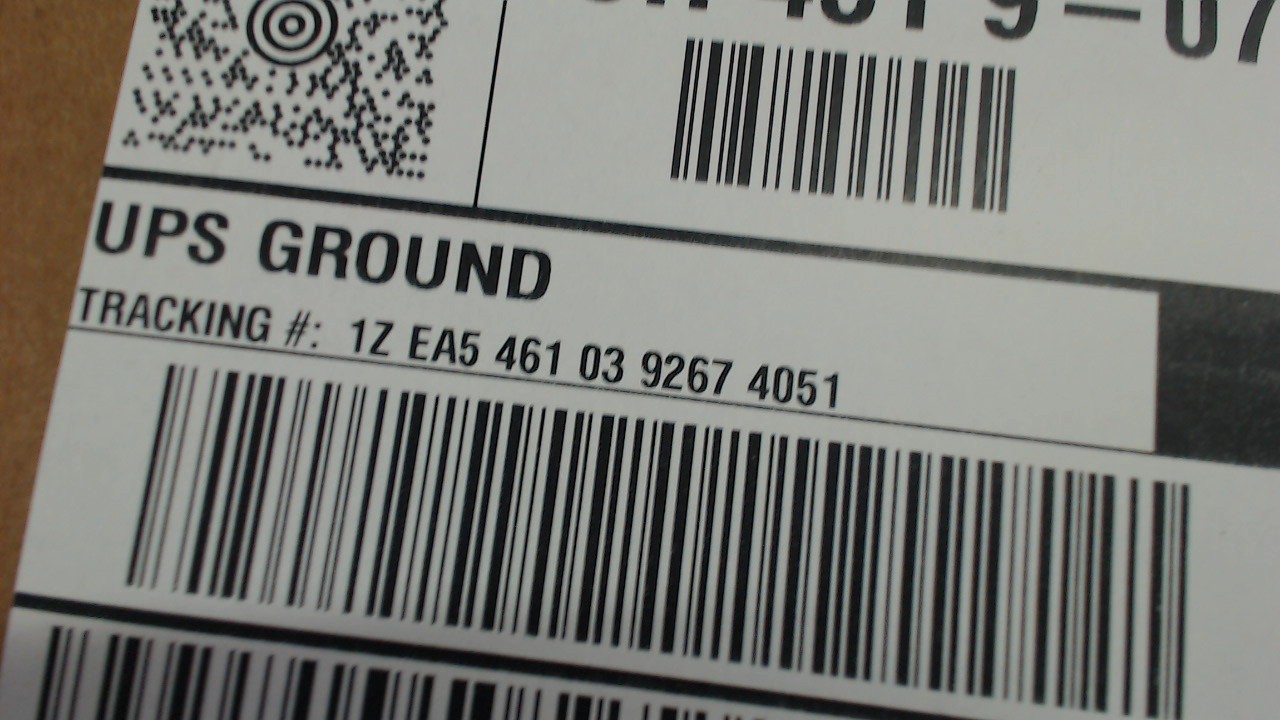 UPS GROUND
TRACKING #: 1Z EA5 461 03 9267 4051